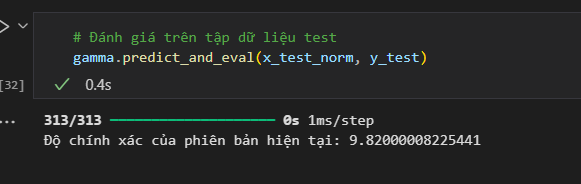 # Đánh giá trên tập dữ liệu test
gamma.predict_and_eval(x_test_norm, y_test)
[32]
0.4s
...
313/313 ━━━━━━━━━━━━━━━━━━━━ 0s 1ms/step
Độ chính xác của phiên bản hiện tại: 9.82000008225441